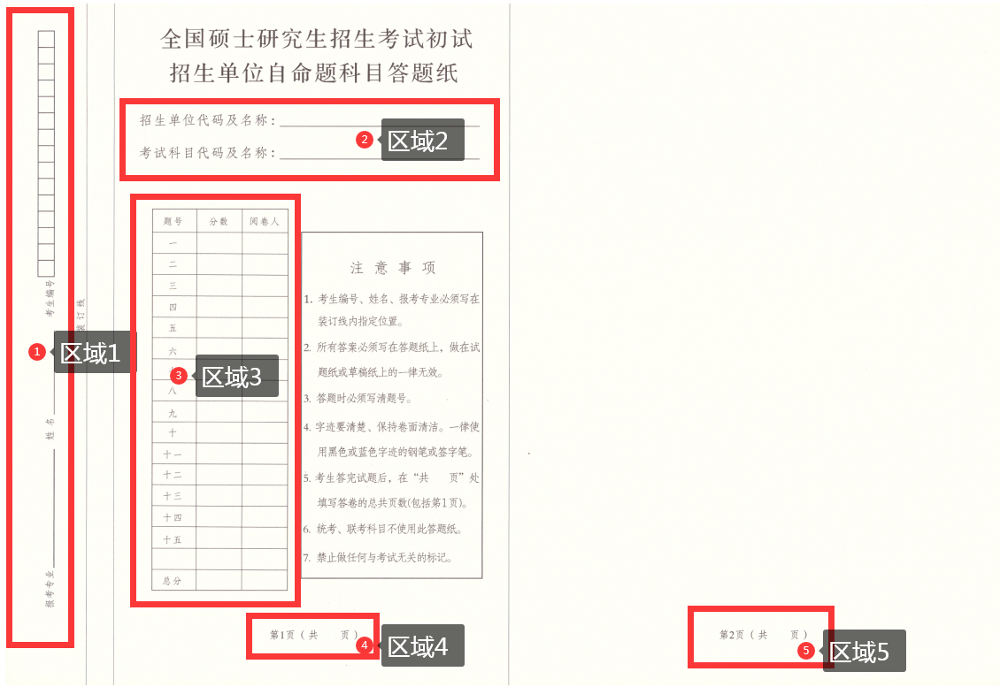 全国硕士研究生招生考试初试
招生单位自命题科目答题纸
招生单位代码及名称：
考试科目代码及名称：
2 区域2
考生编号
姓名
报考专业
装订线
1 区域1
题号 分数 阅卷人
一
二
三
四
五
六
八
九
十
十一
十二
十三
十四
十五
总分
3 区域3
注意事项
1. 考生编号、姓名、报考专业必须写在
装订线内指定位置。
2. 所有答案必须写在答题纸上，做在试
题纸或草稿纸上的一律无效。
3. 答题时必须写清题号。
4. 字迹要清楚、保持卷面清洁。一律使
用黑色或蓝色字迹的钢笔或签字笔。
5. 考生答完试题后，在“共　　页”处
填写答卷的总共页数(包括第1页)。
6. 统考、联考科目不使用此答题纸。
7. 禁止做任何与考试无关的标记。
第1页（共　　页）
4 区域4
第2页（共　　页）
5 区域5